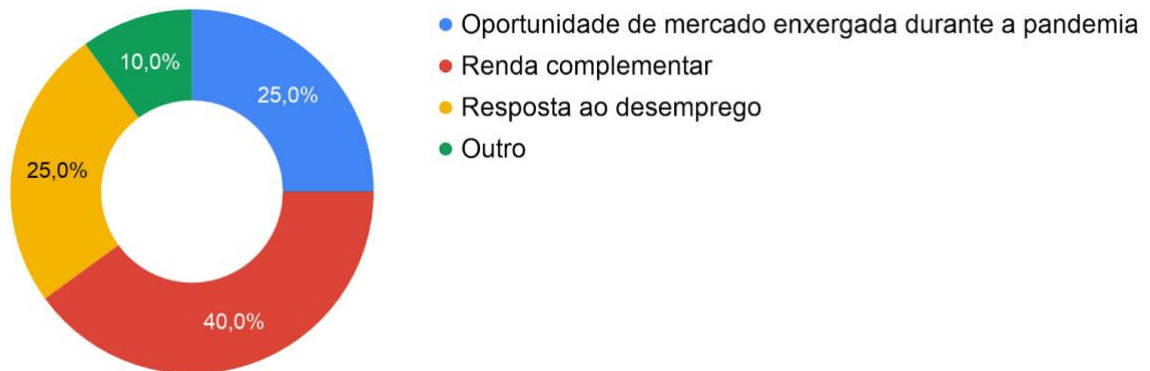 10,0%
25,0%
25,0%
40,0%
Oportunidade de mercado enxergada durante a pandemia
Renda complementar
Resposta ao desemprego
Outro